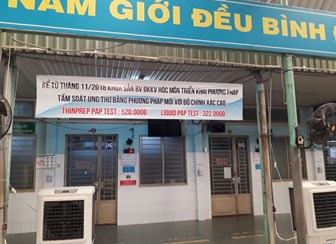 NAM GIỚI ĐỀU BÌNH Đ
KỂ TỪ THÁNG 11/2018 KHOA SẢN BV ĐKKV HÓC MÔN TRIỂN KHAI PHƯƠNG PHÁP
TẦM SOÁT UNG THƯ BẰNG PHƯƠNG PHÁP MỚI VỚI ĐỘ CHÍNH XÁC CAO
THINPREP PAP TEST : 520.000Đ LIQUID PAP TEST : 322.000Đ
06
05